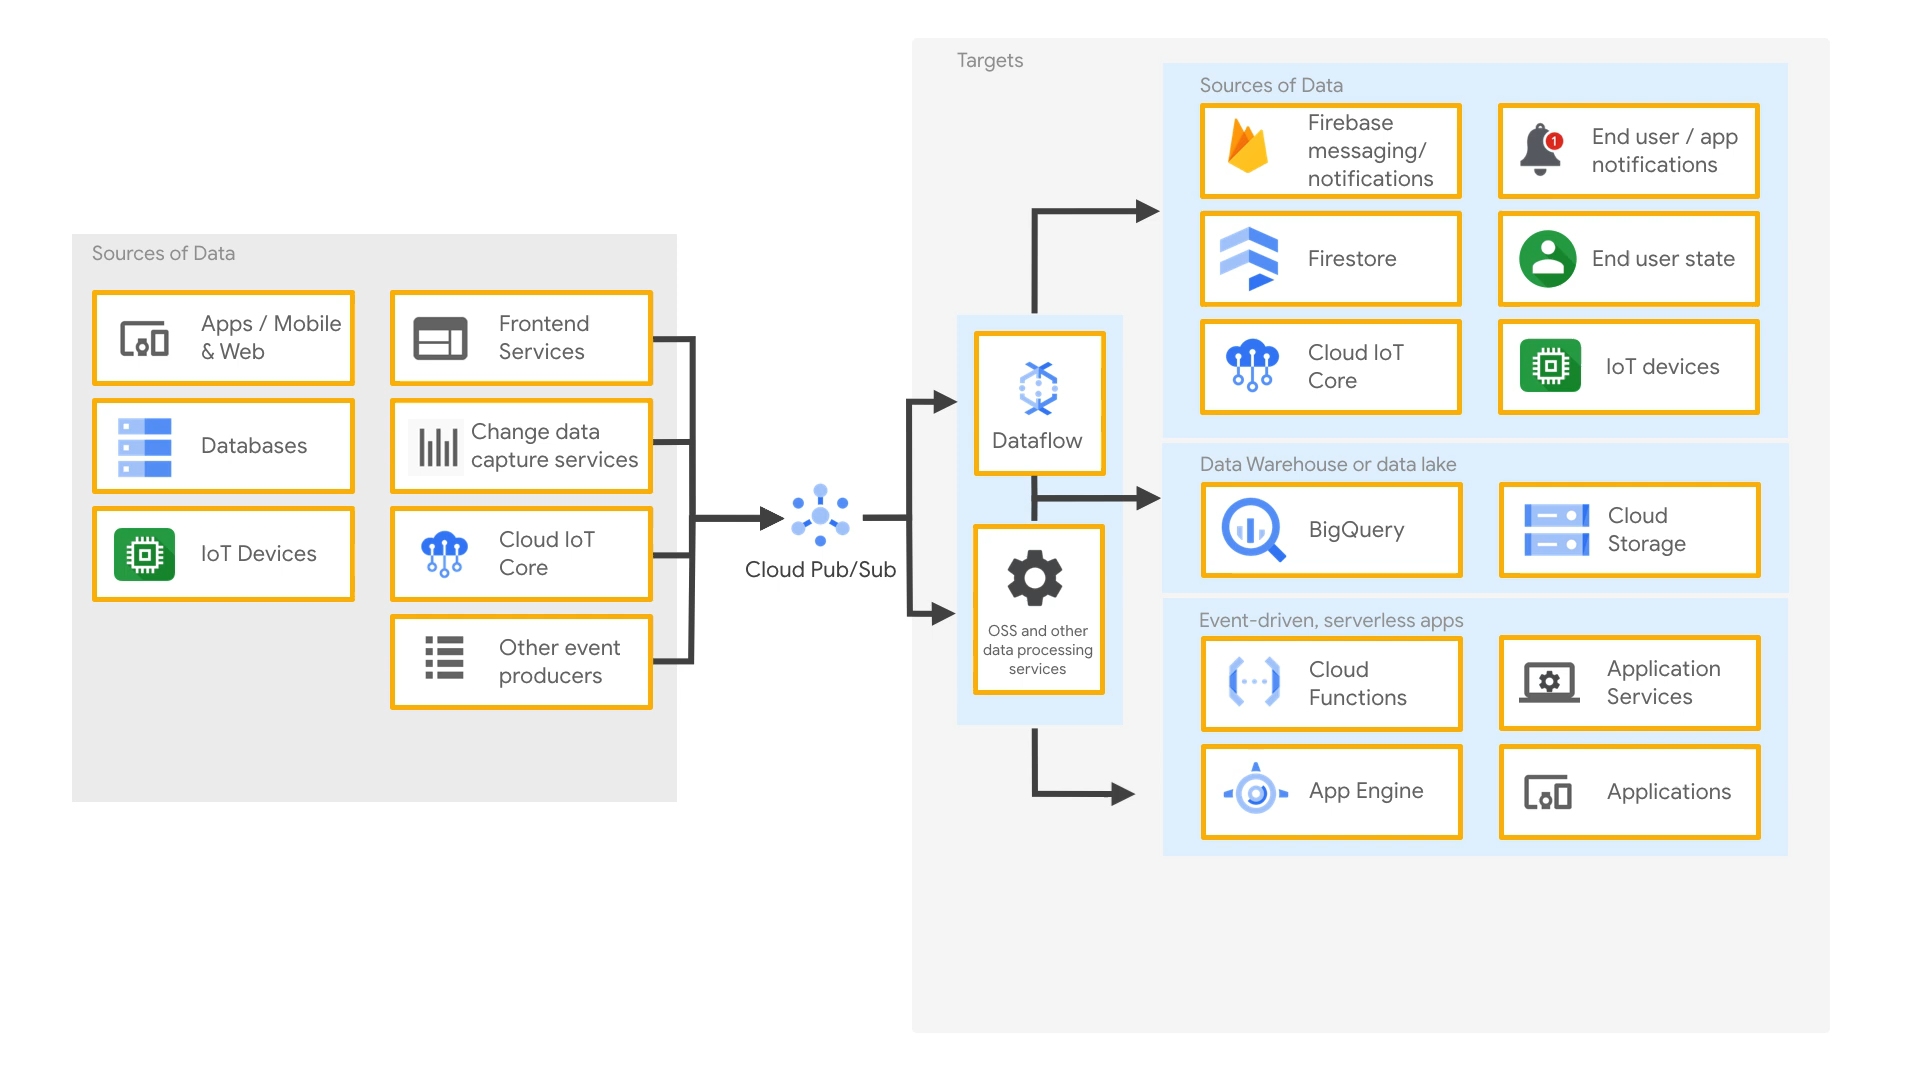 Sources of Data
Apps / Mobile
& Web
Databases
IoT Devices
Frontend
Services
Change data
capture services
Cloud IoT
Core
Other event
producers
Cloud Pub/Sub
Targets
Dataflow
OSS and other
data processing
services
Sources of Data
Firebase
messaging/
notifications
End user / app
notifications
1
Firestore
End user state
Cloud IoT
Core
IoT devices
Data Warehouse or data lake
BigQuery
Cloud
Storage
Event-driven, serverless apps
Cloud
Functions
Application
Services
App Engine
Applications